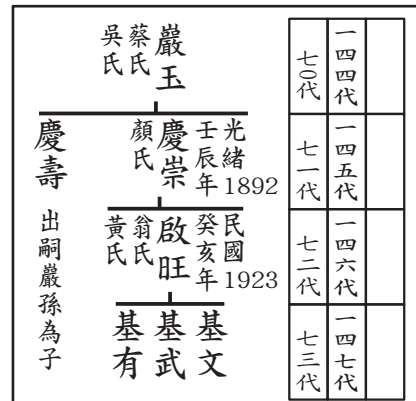 一四四代
七〇代
嚴玉
蔡氏
吳氏
一四五代
七一代
光緒
壬辰年1892
慶崇
顏氏
慶壽
出嗣嚴孫為子
一四六代
七二代
民國
癸亥年1923
啟旺
翁氏
黃氏
一四七代
七三代
基文
基武
基有